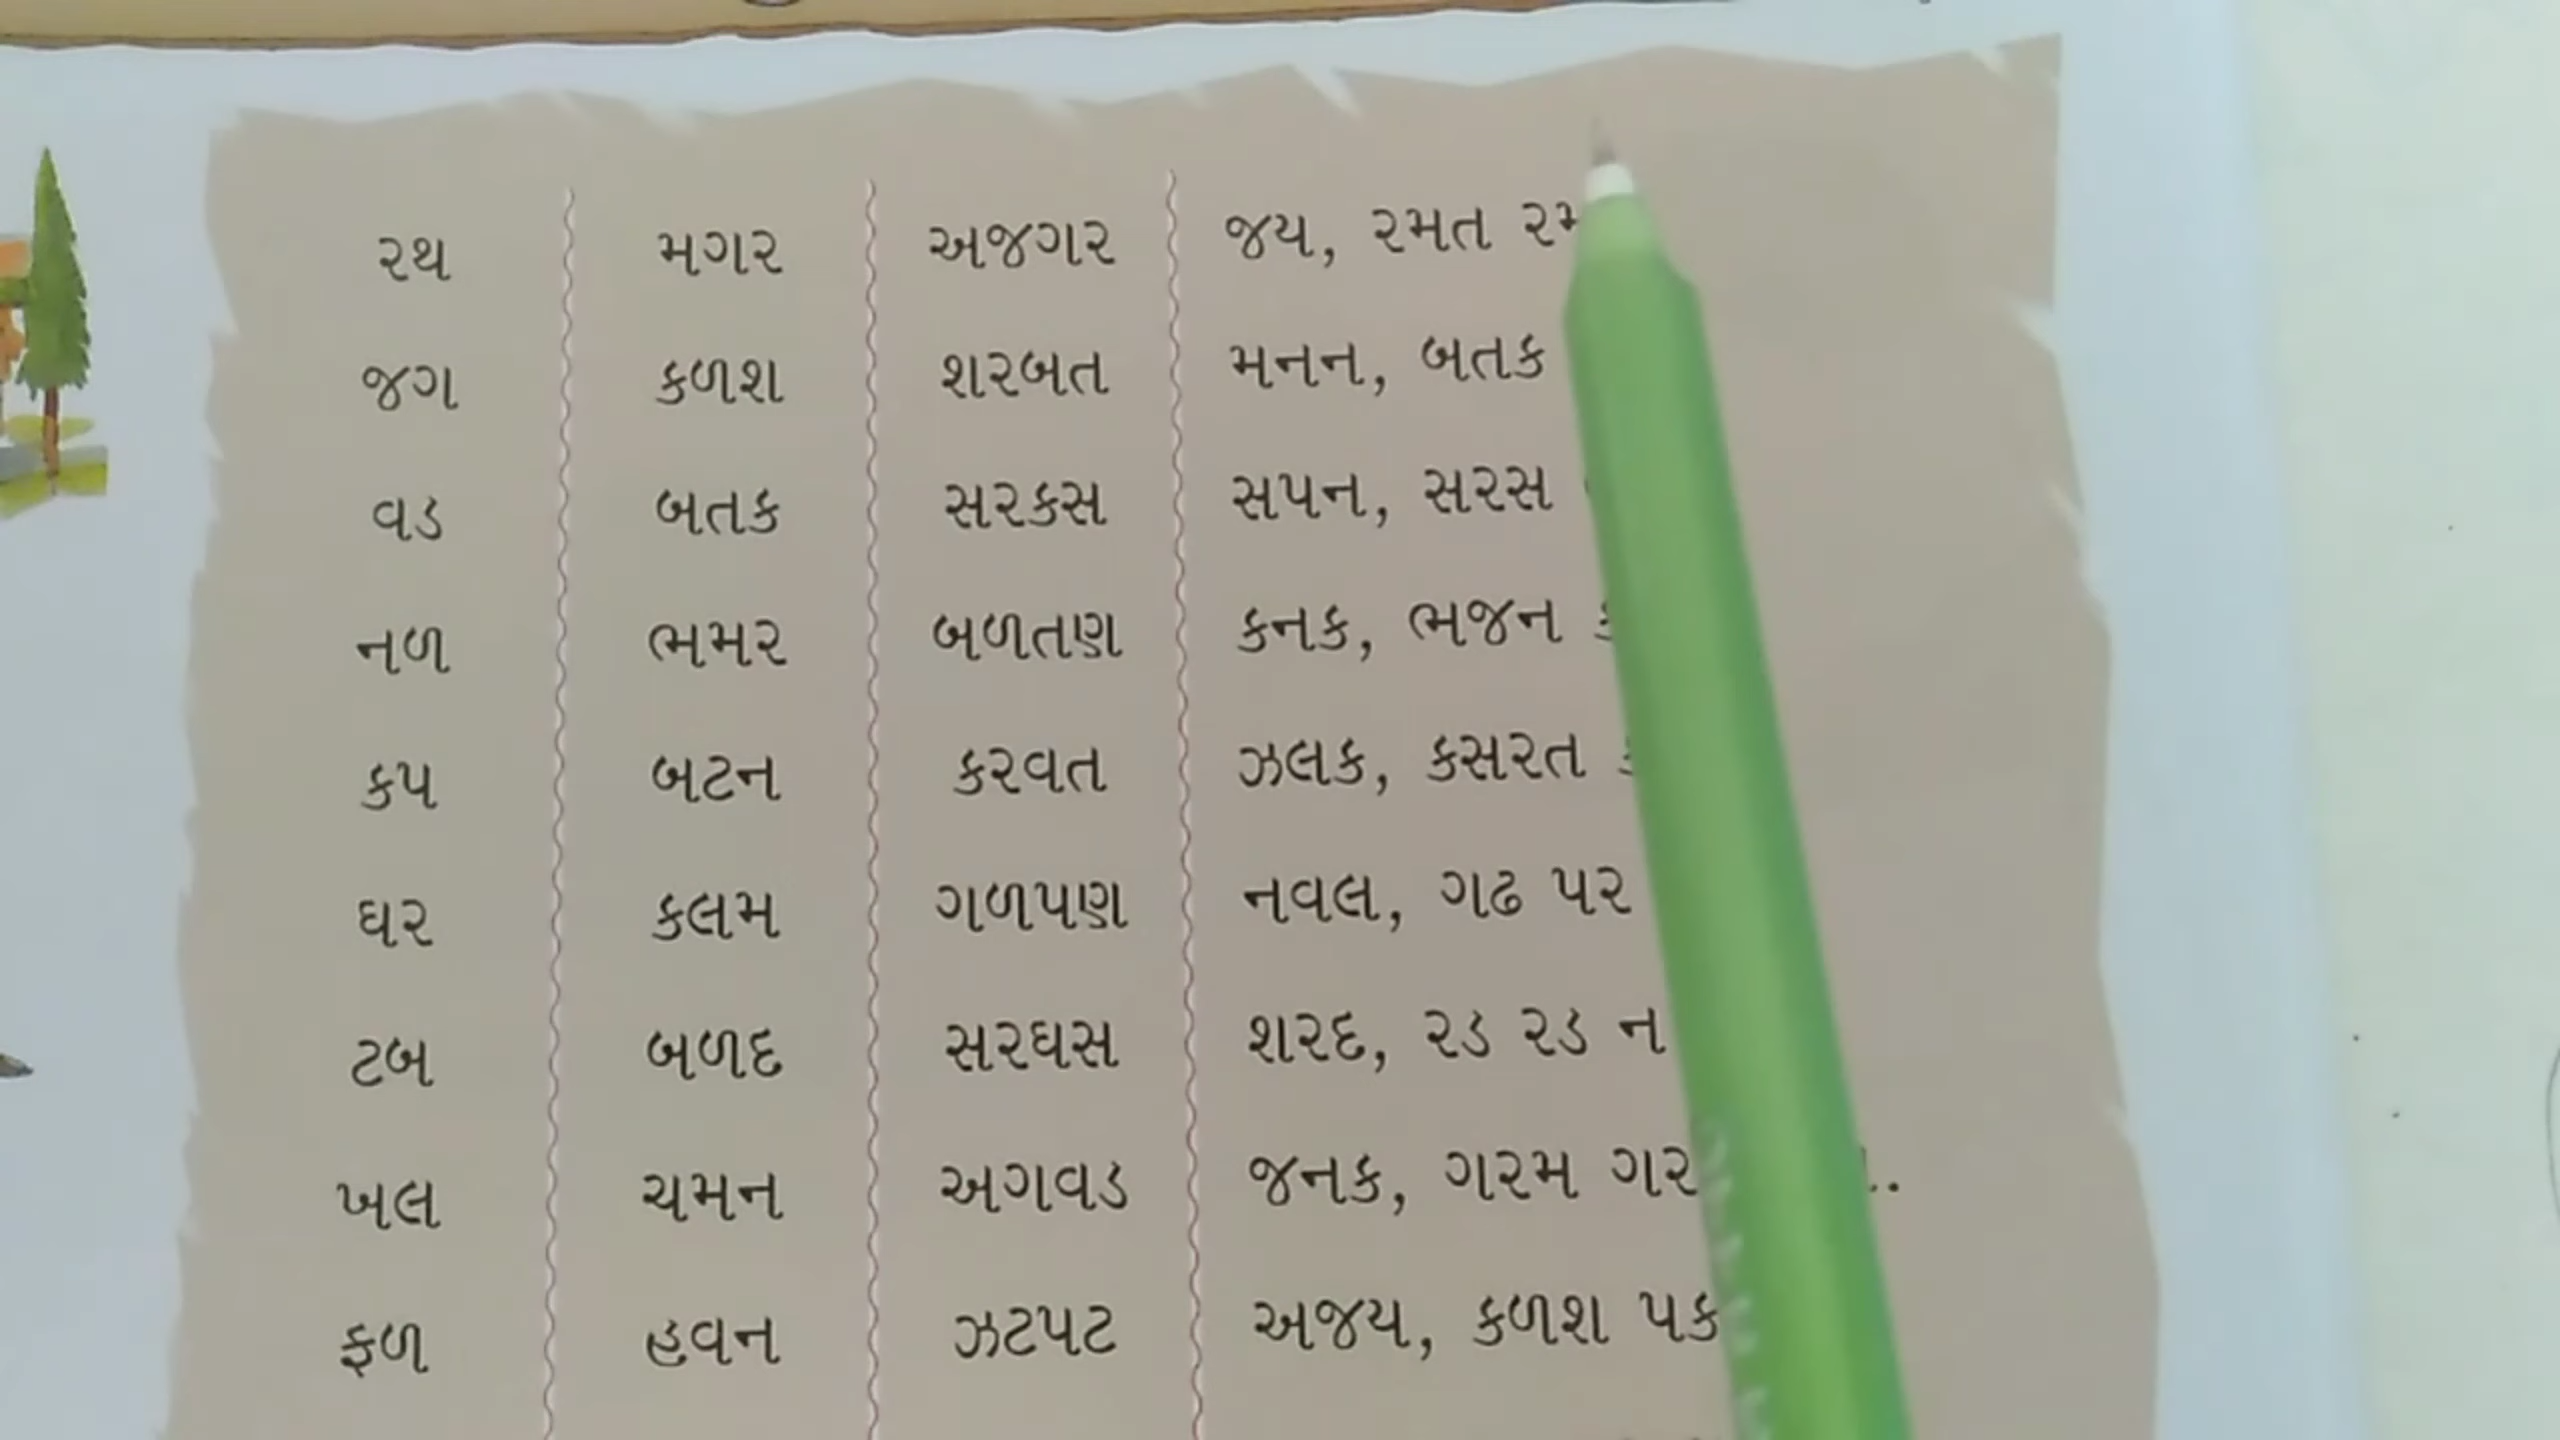 રથ મગર અજગર જય, રમત
જગ કળશ શરબત મનન, બતક
વડ બતક સરકસ સપન, સરસ
નળ ભમર બળતણ કનક, ભજન
કપ બટન કરવત ઝલક, કસરત
ઘર કલમ ગળપણ નવલ, ગઢ પર
ટબ બળદ સરઘસ શરદ, રડ રડ ન
ખલ ચમન અગવડ જનક, ગરમ
ફળ હવન ઝટપટ અજય, કળશ